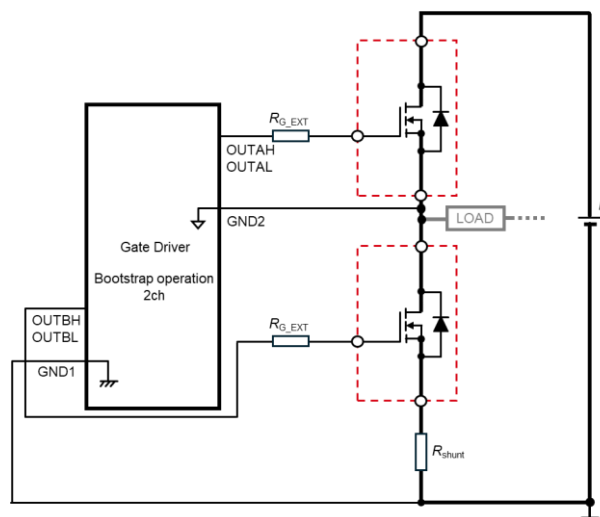 R_G_EXT
OUTAH
OUTAL
GND2
LOAD
Gate Driver
Bootstrap operation
2ch
OUTBH
OUTBL
R_G_EXT
GND1
R_shunt